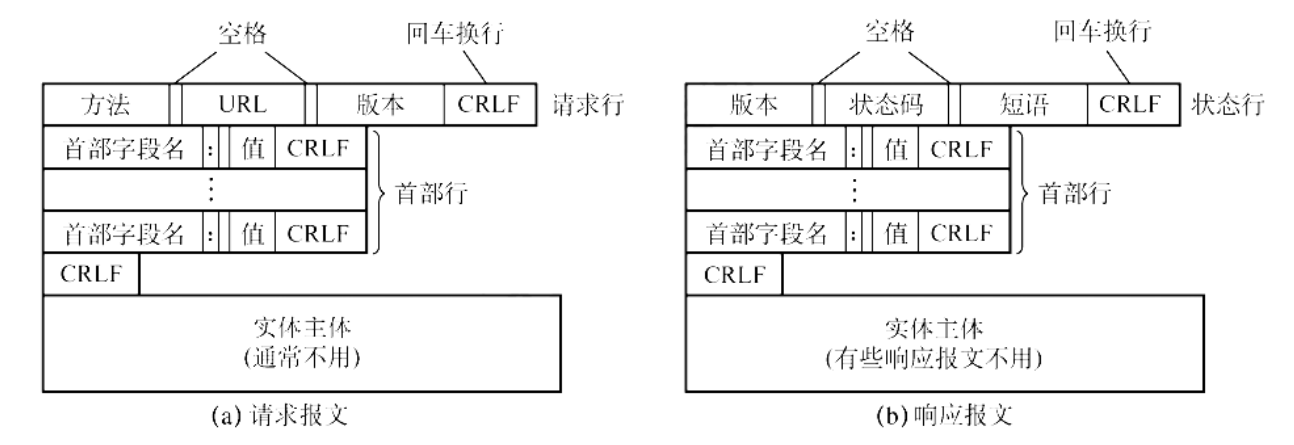 空格 回车换行
方法 URL 版本 CRLF 请求行
首部字段名 : 值 CRLF
⋮
首部行
首部字段名 : 值 CRLF
CRLF
实体主体
(通常不用)
(a) 请求报文
空格 回车换行
版本 状态码 短语 CRLF 状态行
首部字段名 : 值 CRLF
⋮
首部行
首部字段名 : 值 CRLF
CRLF
实体主体
(有些响应报文不用)
(b) 响应报文